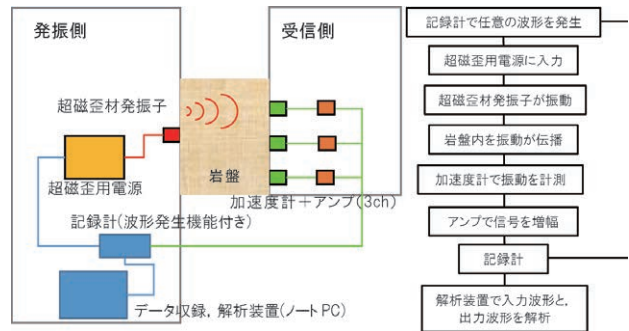 発振側
受信側
超磁歪材発振子
岩盤
超磁歪用電源
加速度計＋アンプ(3ch)
記録計(波形発生機能付き)
データ収録，解析装置(ノートPC)
記録計で任意の波形を発生
超磁歪用電源に入力
超磁歪材発振子が振動
岩盤内を振動が伝播
加速度計で振動を計測
アンプで信号を増幅
記録計
解析装置で入力波形と，
出力波形を解析